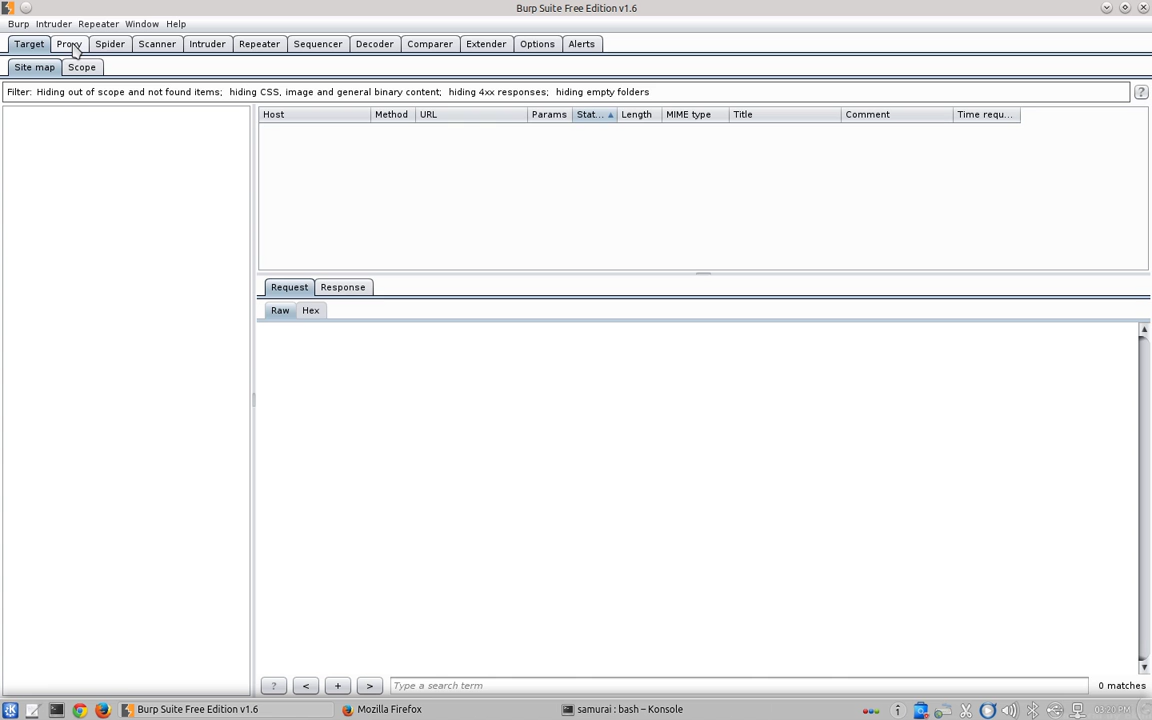 Burp Suite Free Edition v1.6
Burp Intruder Repeater Window Help
Target Proxy Spider Scanner Intruder Repeater Sequencer Decoder Comparer Extender Options Alerts
Site map Scope
Filter: Hiding out of scope and not found items; hiding CSS, image and general binary content; hiding 4xx responses; hiding empty folders ?
Host Method URL Params Stat... Length MIME type Title Comment Time requ...
Request Response
Raw Hex
? < + > Type a search term 0 matches
Burp Suite Free Edition v1.6 Mozilla Firefox samurai : bash – Konsole